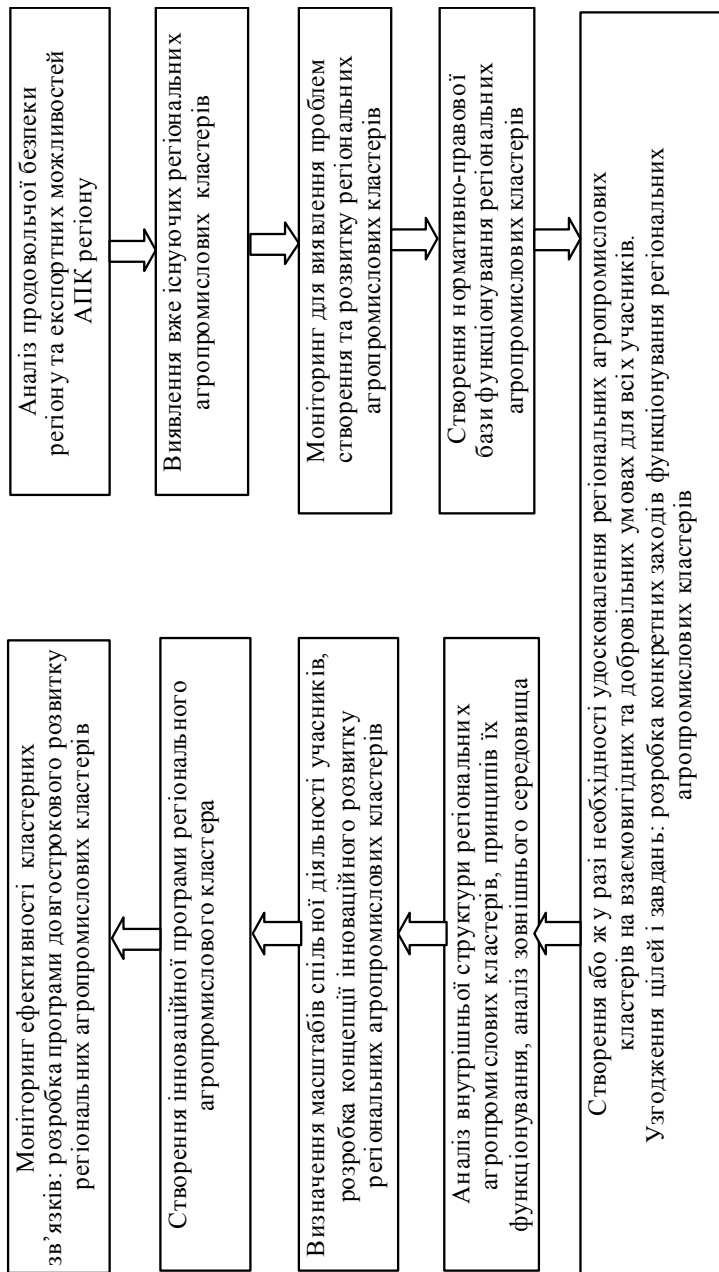 Аналіз продовольчої безпеки
регіону та експортних можливостей
АПК регіону
Виявлення вже існуючих регіональних
агропромислових кластерів
Моніторинг для виявлення проблем
створення та розвитку регіональних
агропромислових кластерів
Створення нормативно-правової
бази функціонування регіональних
агропромислових кластерів
Створення або ж у разі необхідності удосконалення регіональних агропромислових
кластерів на взаємовигідних та добровільних умовах для всіх учасників.
Узгодження цілей і завдань: розробка конкретних заходів функціонування регіональних
агропромислових кластерів
Аналіз внутрішньої структури регіональних
агропромислових кластерів, принципів їх
функціонування, аналіз зовнішнього середовища
Визначення масштабів спільної діяльності учасників,
розробка концепції інноваційного розвитку
регіональних агропромислових кластерів
Створення інноваційної програми регіонального
агропромислового кластера
Моніторинг ефективності кластерних
зв’язків: розробка програми довгострокового розвитку
регіональних агропромислових кластерів